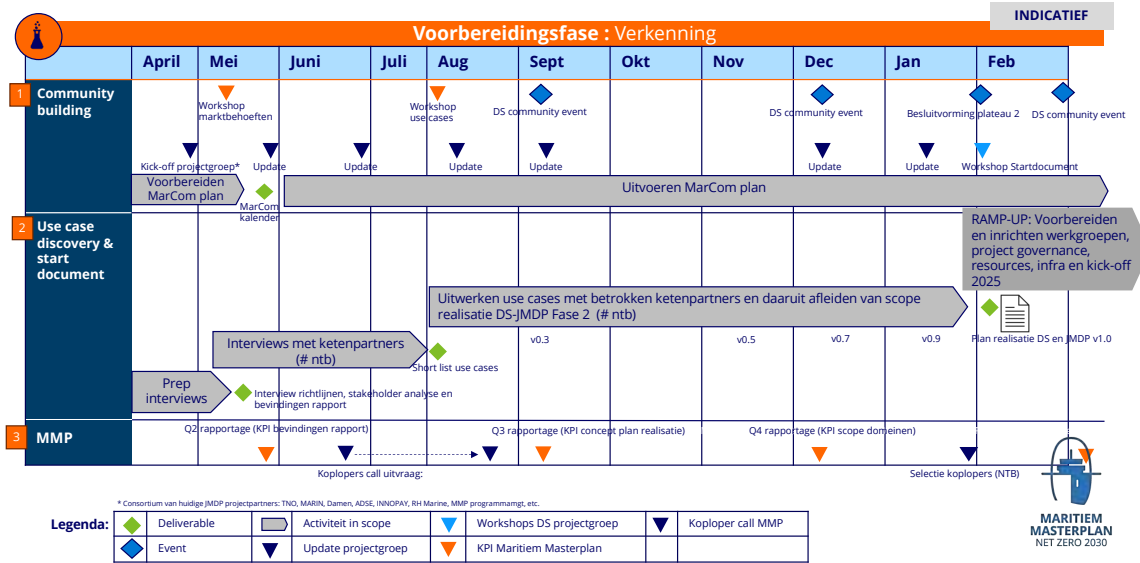 INDICATIEF
Voorbereidingsfase : Verkenning
April
Mei
Juni
Juli
Aug
Sept
Okt
Nov
Dec
Jan
Feb
1
Community
building
Workshop
marktbehoeften
Workshop
use cases
DS community event
DS community event
Besluitvorming plateau 2
DS community event
Kick-off projectgroep*
Update
Update
Update
Update
Update
Update
Workshop Startdocument
Voorbereiden
MarCom plan
MarCom
kalender
Uitvoeren MarCom plan
2
Use case
discovery &
start
document
RAMP-UP: Voorbereiden
en inrichten werkgroepen,
project governance,
resources, infra en kick-off
2025
Uitwerken use cases met betrokken ketenpartners en daaruit afleiden van scope
realisatie DS-JMDP Fase 2 (# ntb)
v0.3
v0.5
v0.7
v0.9
Plan realisatie DS en JMDP v1.0
Interviews met ketenpartners
(# ntb)
Short list use cases
Prep
interviews
Interview richtlijnen, stakeholder analyse en
bevindingen rapport
3
MMP
Q2 rapportage (KPI bevindingen rapport)
Q3 rapportage (KPI concept plan realisatie)
Q4 rapportage (KPI scope domeinen)
Koplopers call uitvraag:
Selectie koplopers (NTB)
MARITIEM
MASTERPLAN
NET ZERO 2030
* Consortium van huidige JMDP projectpartners: TNO, MARIN, Damen, ADSE, INNOPAY, RH Marine, MMP programmamgt, etc.
Legenda:
Deliverable
Activiteit in scope
Workshops DS projectgroep
Koploper call MMP
Event
Update projectgroep
KPI Maritiem Masterplan